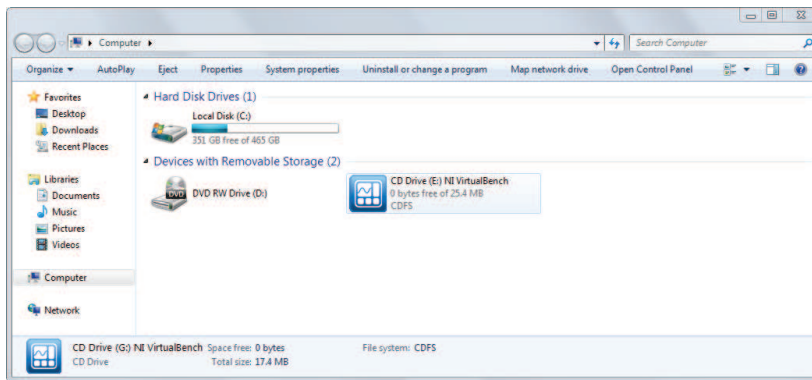 Computer
Search Computer
Organize AutoPlay Eject Properties System properties Uninstall or change a program Map network drive Open Control Panel
Favorites
Desktop
Downloads
Recent Places
Libraries
Documents
Music
Pictures
Videos
Computer
Network
Hard Disk Drives (1)
Local Disk (C:)
351 GB free of 465 GB
Devices with Removable Storage (2)
DVD RW Drive (D:)
DVD
CD Drive (E:) NI VirtualBench
0 bytes free of 25.4 MB
CDFS
CD Drive (G:) NI VirtualBench Space free: 0 bytes File system: CDFS
CD Drive Total size: 17.4 MB